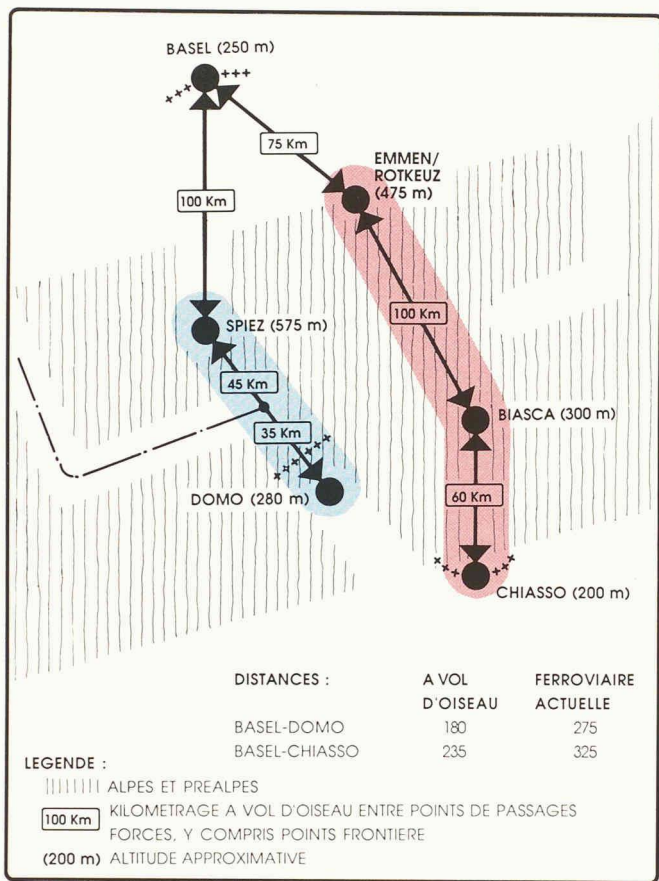 BASEL (250 m)
75 Km
EMMEN/
ROTKEUZ
(475 m)
100 Km
SPIEZ (575 m)
100 Km
45 Km
BIASCA (300 m)
35 Km
DOMO (280 m)
60 Km
CHIASSO (200 m)
DISTANCES : A VOL FERROVIAIRE
D'OISEAU ACTUELLE
BASEL-DOMO 180 275
BASEL-CHIASSO 235 325
LEGENDE :
ALPES ET PREALPES
100 Km KILOMETRAGE A VOL D'OISEAU ENTRE POINTS DE PASSAGES
FORCES, Y COMPRIS POINTS FRONTIERE
(200 m) ALTITUDE APPROXIMATIVE